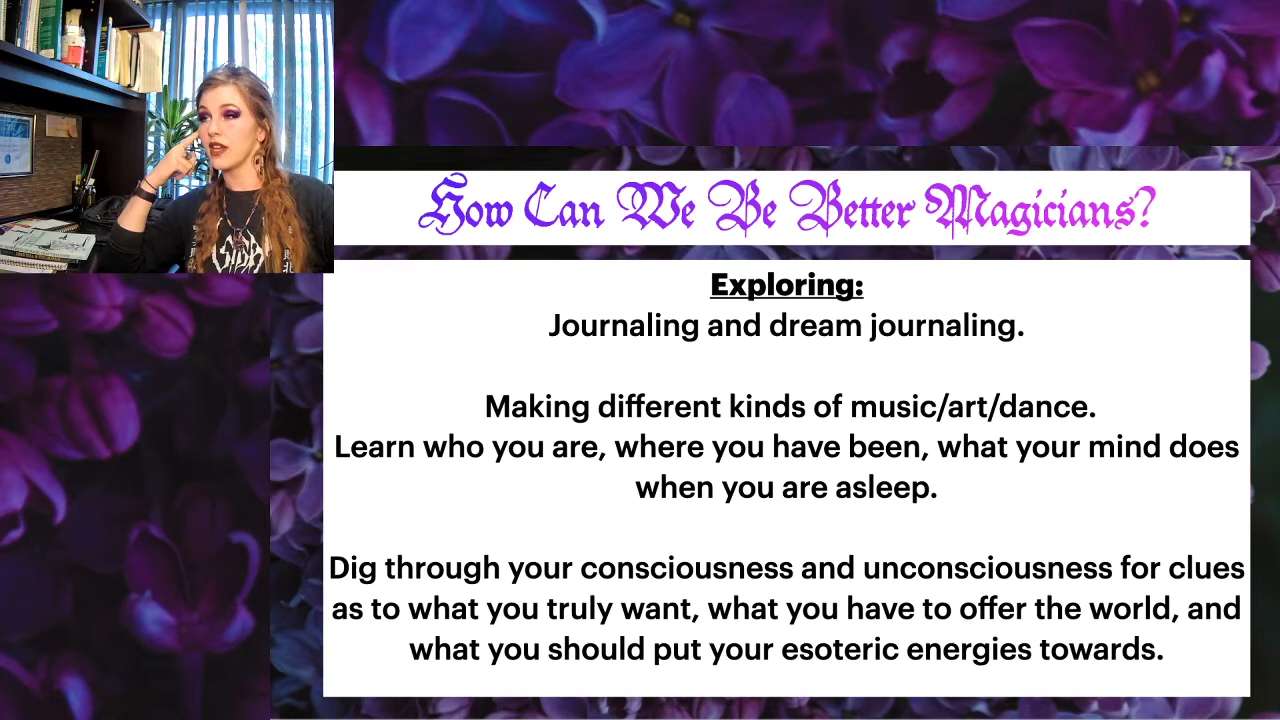 How Can We Be Better Magicians?
Exploring:
Journaling and dream journaling.
Making different kinds of music/art/dance.
Learn who you are, where you have been, what your mind does
when you are asleep.
Dig through your consciousness and unconsciousness for clues
as to what you truly want, what you have to offer the world, and
what you should put your esoteric energies towards.